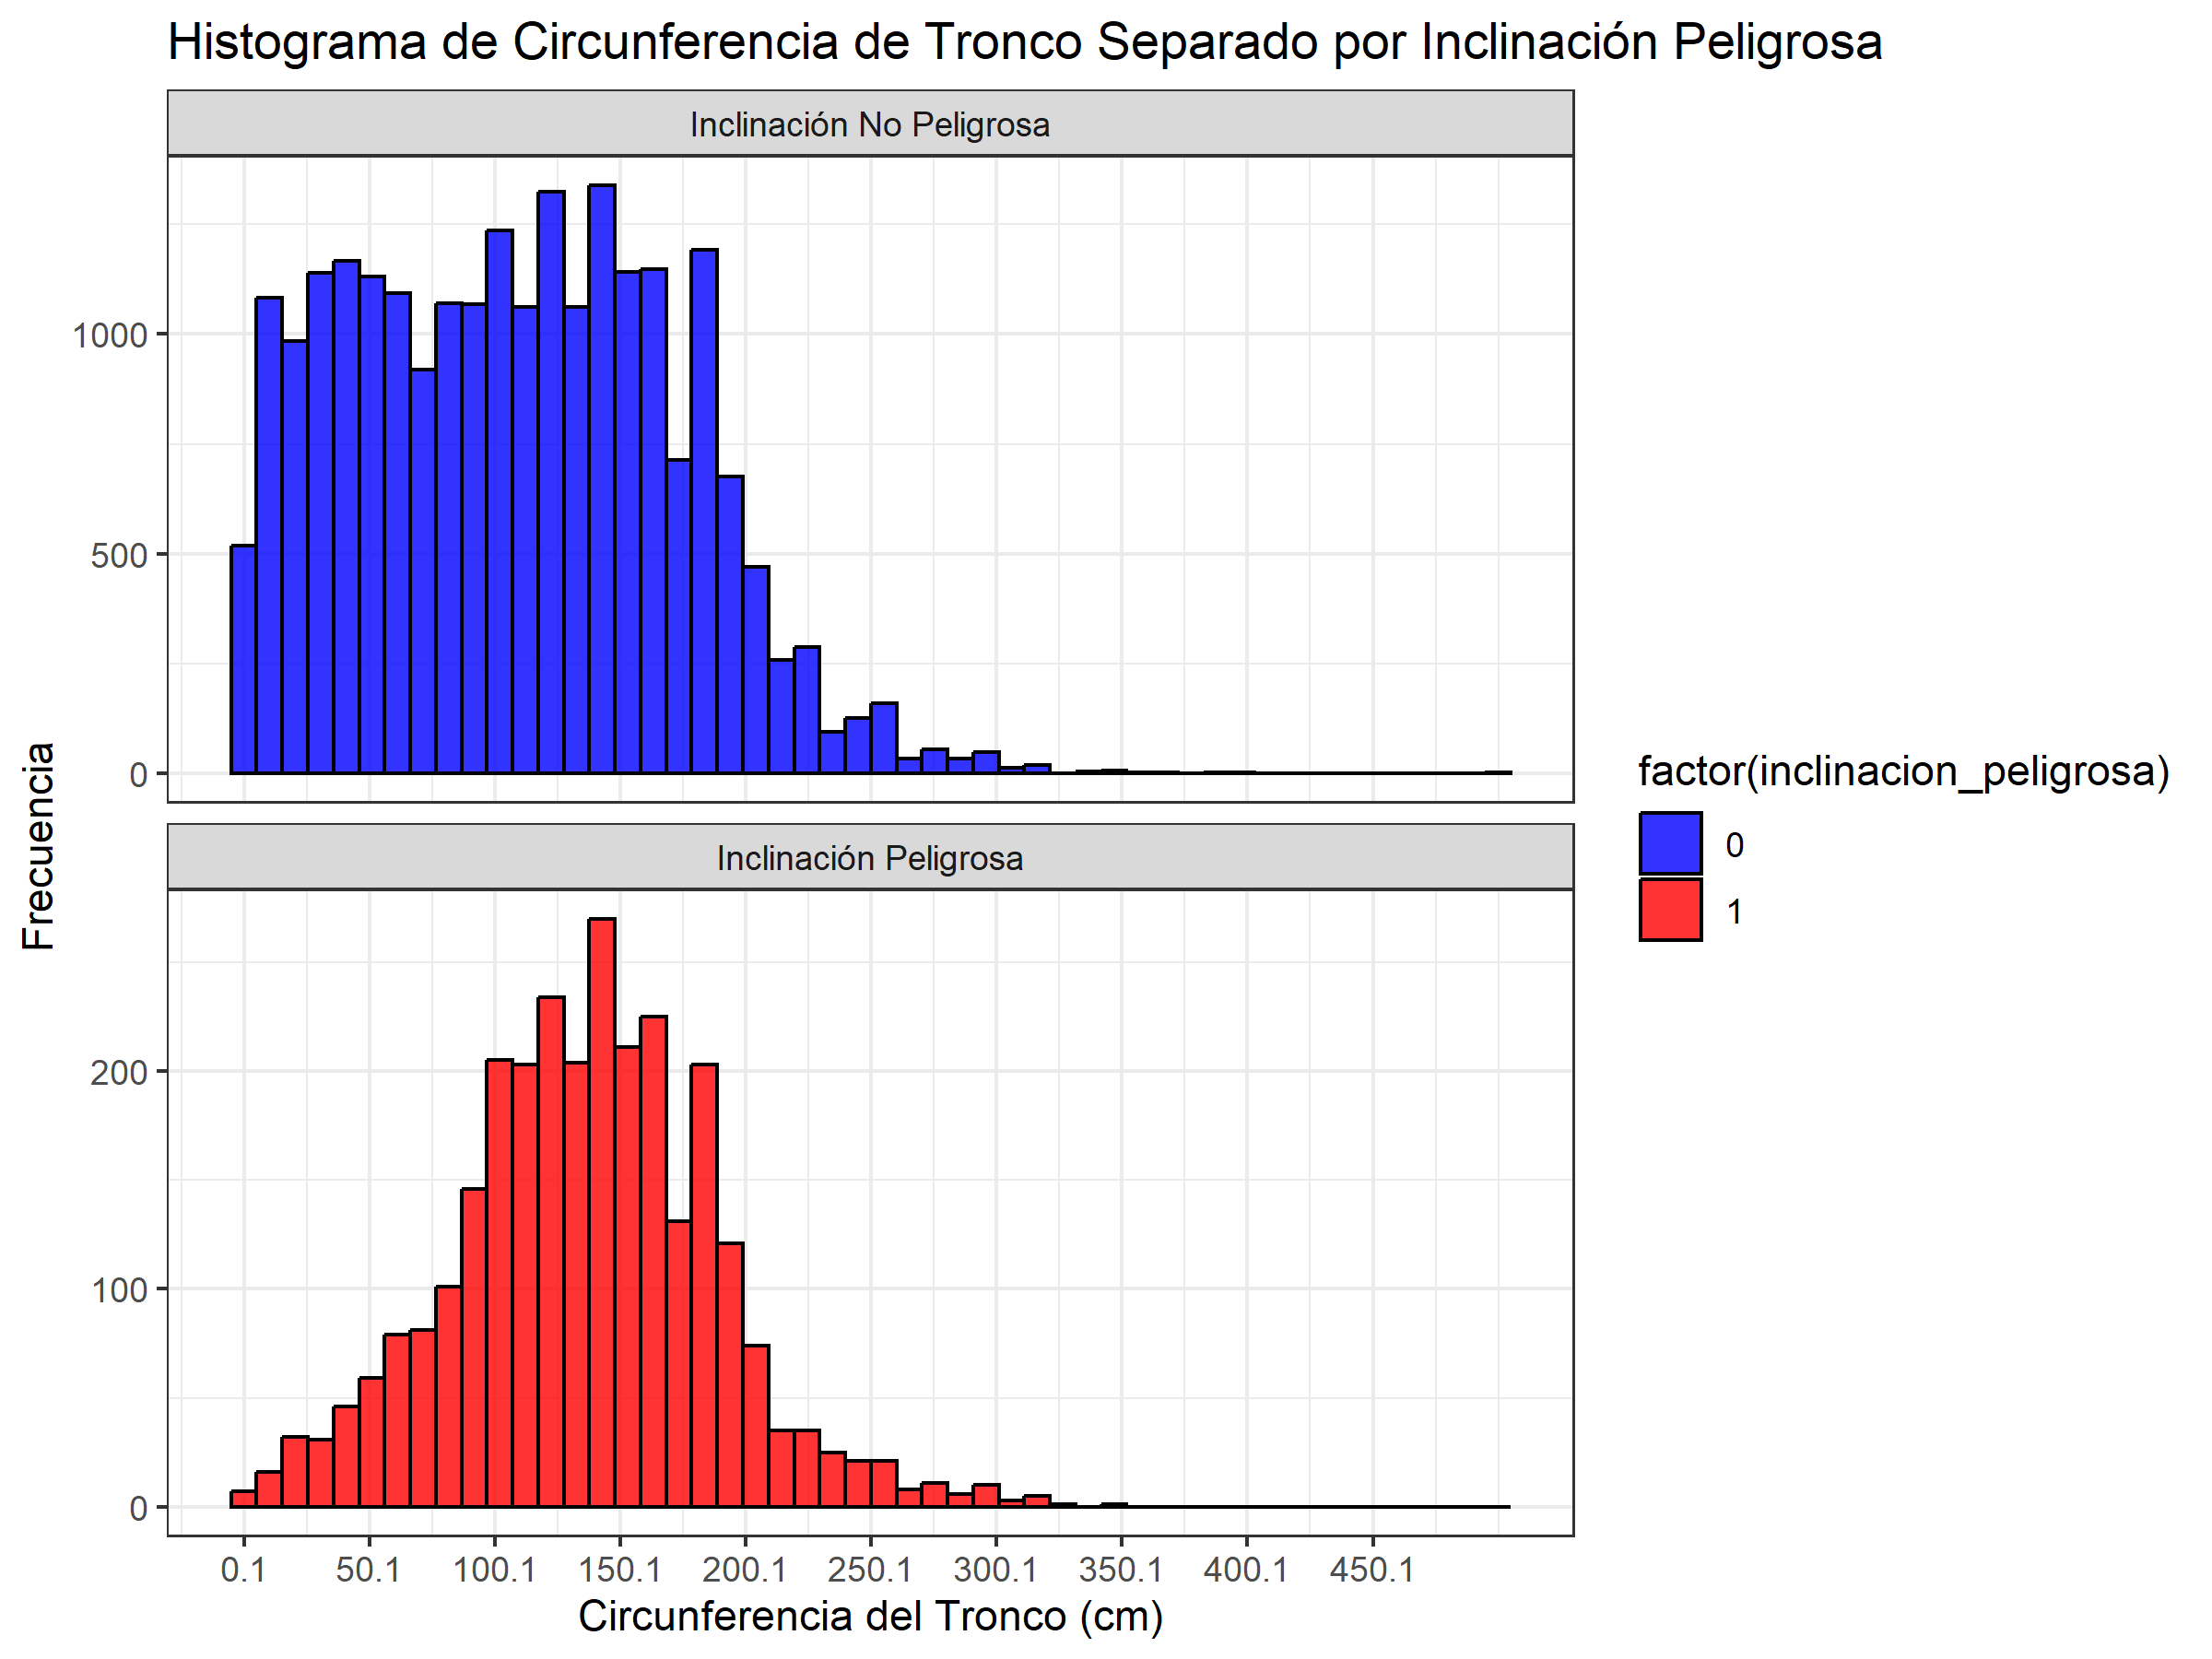 Histograma de Circunferencia de Tronco Separado por Inclinación Peligrosa
Inclinación No Peligrosa
1000
500
0
Frecuencia
Inclinación Peligrosa
200
100
0
0.1 50.1 100.1 150.1 200.1 250.1 300.1 350.1 400.1 450.1
Circunferencia del Tronco (cm)
factor(inclinacion_peligrosa)
0
1